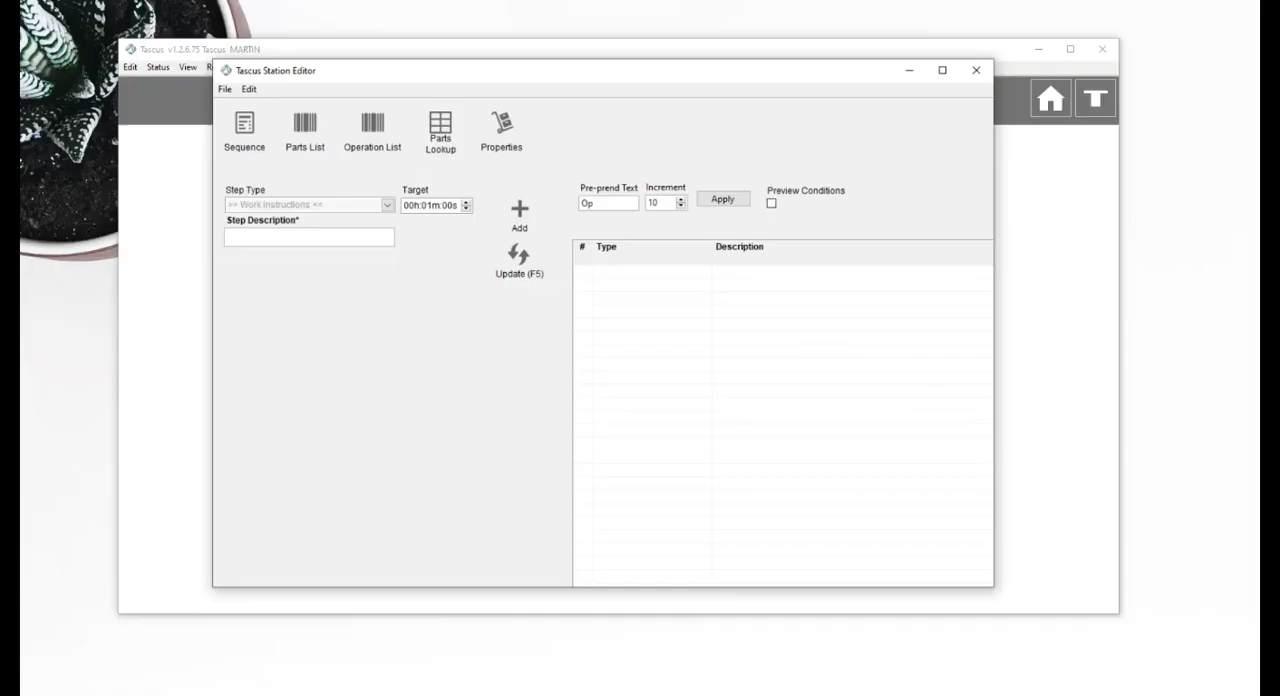 Tascus v1.2.6.75 Tascus MARTIN
Edit Status View R
Tascus Station Editor
File Edit
Sequence Parts List Operation List Parts Lookup Properties
Step Type Target
>> Work Instructions << 00h:01m:00s
Step Description*
Add
Update (F5)
Pre-prend Text Increment Preview Conditions
Op 10 Apply
# Type Description